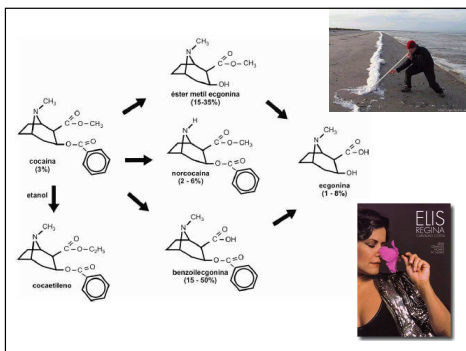 CH₃
N
O
C–O–CH₃
OH
éster metil ecgonina
(15-35%)
CH₃
N
O
C–O–CH₃
O
O–C
cocaína
(3%)
H
N
O
C–O–CH₃
O
O–C
norcocaína
(2 - 6%)
CH₃
N
O
C–OH
OH
ecgonina
(1 - 8%)
etanol
CH₃
N
O
C–O–C₂H₅
O
O–C
cocaetileno
CH₃
N
O
C–OH
O
O–C
benzoilecgonina
(15 - 50%)
ELIS
REGINA